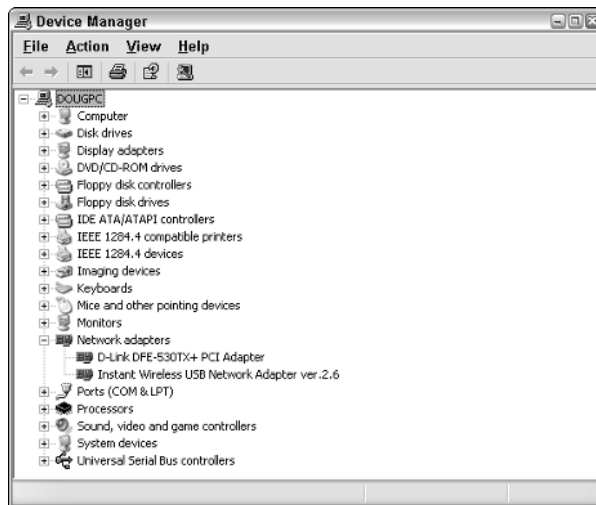 Device Manager
File Action View Help
DOUGPC
Computer
Disk drives
Display adapters
DVD/CD-ROM drives
Floppy disk controllers
Floppy disk drives
IDE ATA/ATAPI controllers
IEEE 1284.4 compatible printers
IEEE 1284.4 devices
Imaging devices
Keyboards
Mice and other pointing devices
Monitors
Network adapters
D-Link DFE-530TX+ PCI Adapter
Instant Wireless USB Network Adapter ver.2.6
Ports (COM & LPT)
Processors
Sound, video and game controllers
System devices
Universal Serial Bus controllers